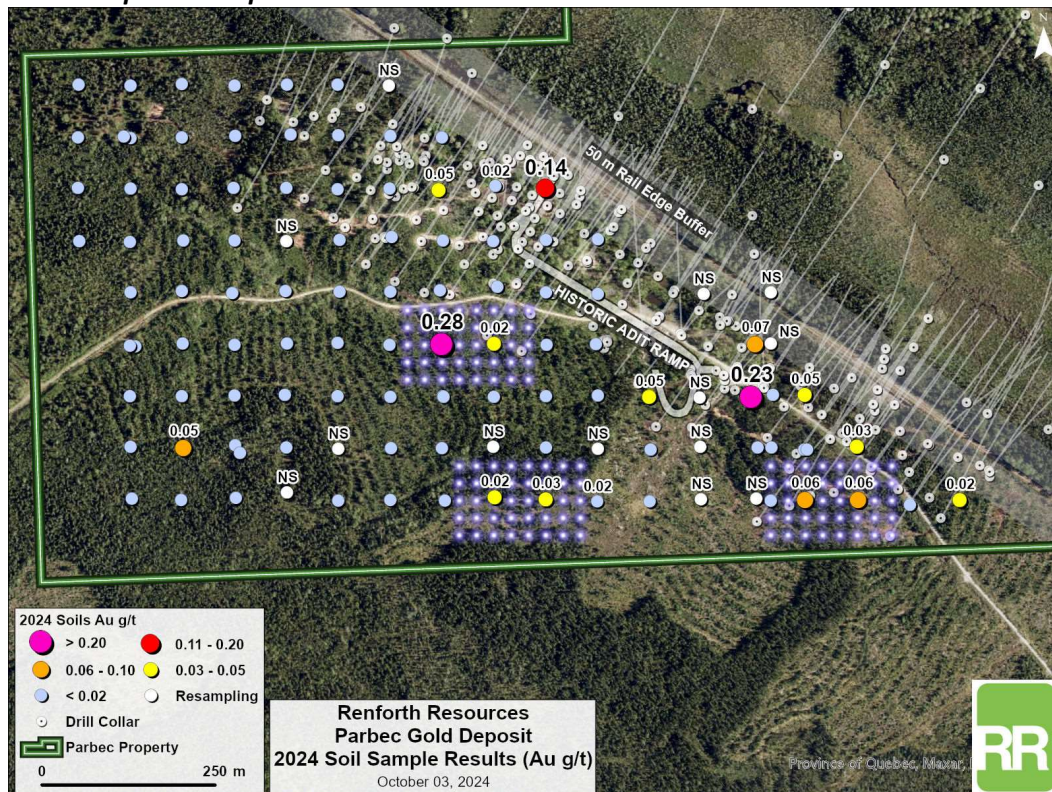 N
NS
0.05
0.02
0.14
50 m Rail Edge Buffer
NS
NS
NS
HISTORIC ADIT RAMP
0.28
0.02
0.07
NS
0.23
0.05
NS
0.05
0.05
NS
NS
NS
NS
0.03
NS
0.02
0.03
0.02
NS
NS
0.06
0.06
0.02
2024 Soils Au g/t
> 0.20
0.11 - 0.20
0.06 - 0.10
0.03 - 0.05
< 0.02
Resampling
Drill Collar
Parbec Property
0 250 m
Renforth Resources
Parbec Gold Deposit
2024 Soil Sample Results (Au g/t)
October 03, 2024
Province of Quebec, Maxar,
RR